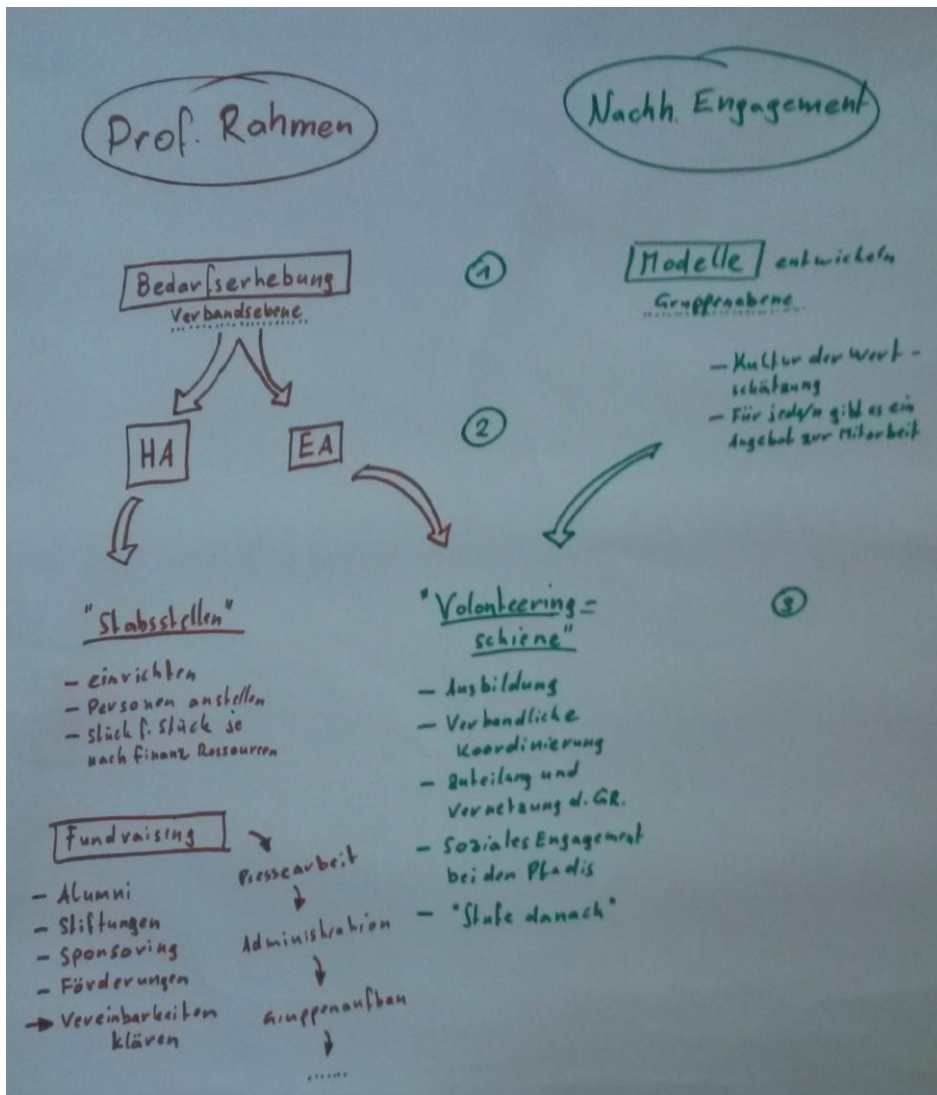 Prof. Rahmen
Nachh. Engagement
Bedarfserhebung
Verbandsebene
①
Modelle entwickeln
Gruppenebene
- Kultur der Wert-
schätzung
- Für jede/n gibt es ein
Angebot zur Mitarbeit
HA
EA
②
"Stabsstellen"
- einrichten
- Personen anstellen
- Stück f. Stück je
nach finanz Ressourcen
"Volonteering=
schiene"
- Ausbildung
- Verbandliche
Koordinierung
- Zuteilung und
Vernetzung d. GR.
- Soziales Engagement
bei den Pfadis
- "Stufe danach"
③
Fundraising
- Alumni
- Stiftungen
- Sponsoring
- Förderungen
→ Vereinbarkeiten
klären
Pressearbeit
Administration
Gruppenaufbau
......